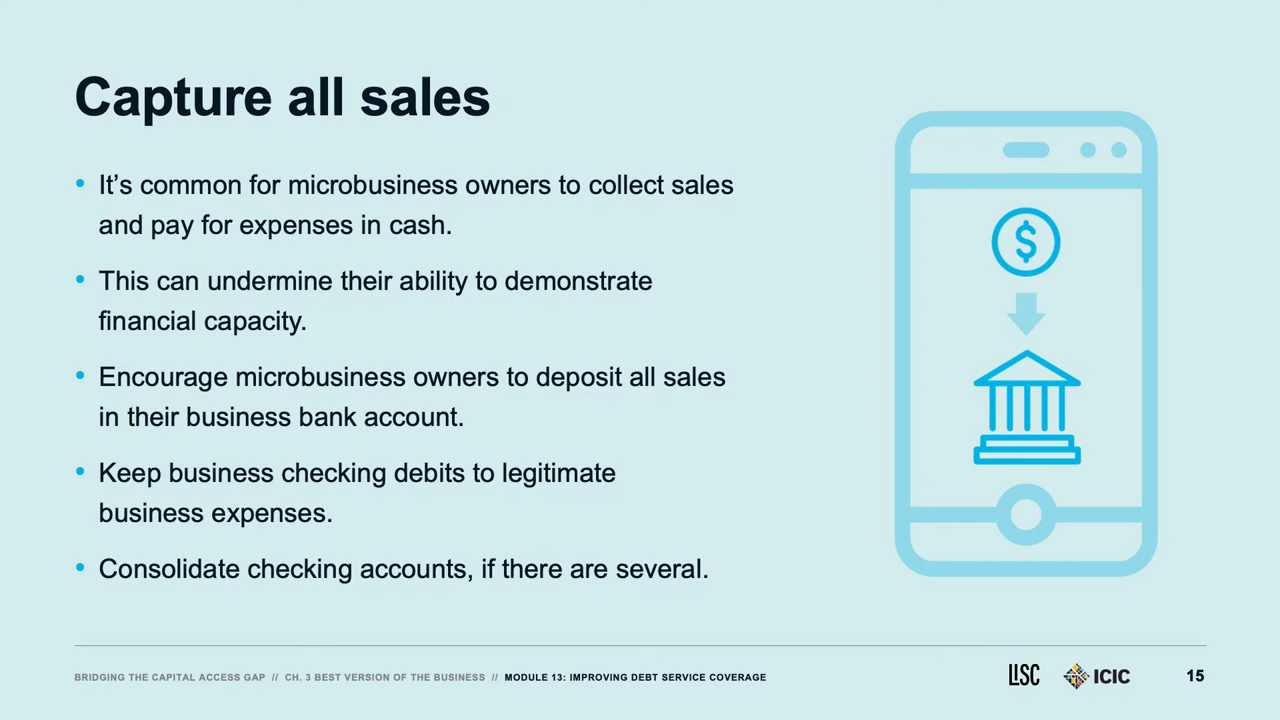 Capture all sales
• It’s common for microbusiness owners to collect sales
and pay for expenses in cash.
• This can undermine their ability to demonstrate
financial capacity.
• Encourage microbusiness owners to deposit all sales
in their business bank account.
• Keep business checking debits to legitimate
business expenses.
• Consolidate checking accounts, if there are several.
$
BRIDGING THE CAPITAL ACCESS GAP // CH. 3 BEST VERSION OF THE BUSINESS // MODULE 13: IMPROVING DEBT SERVICE COVERAGE
LISC ICIC 15